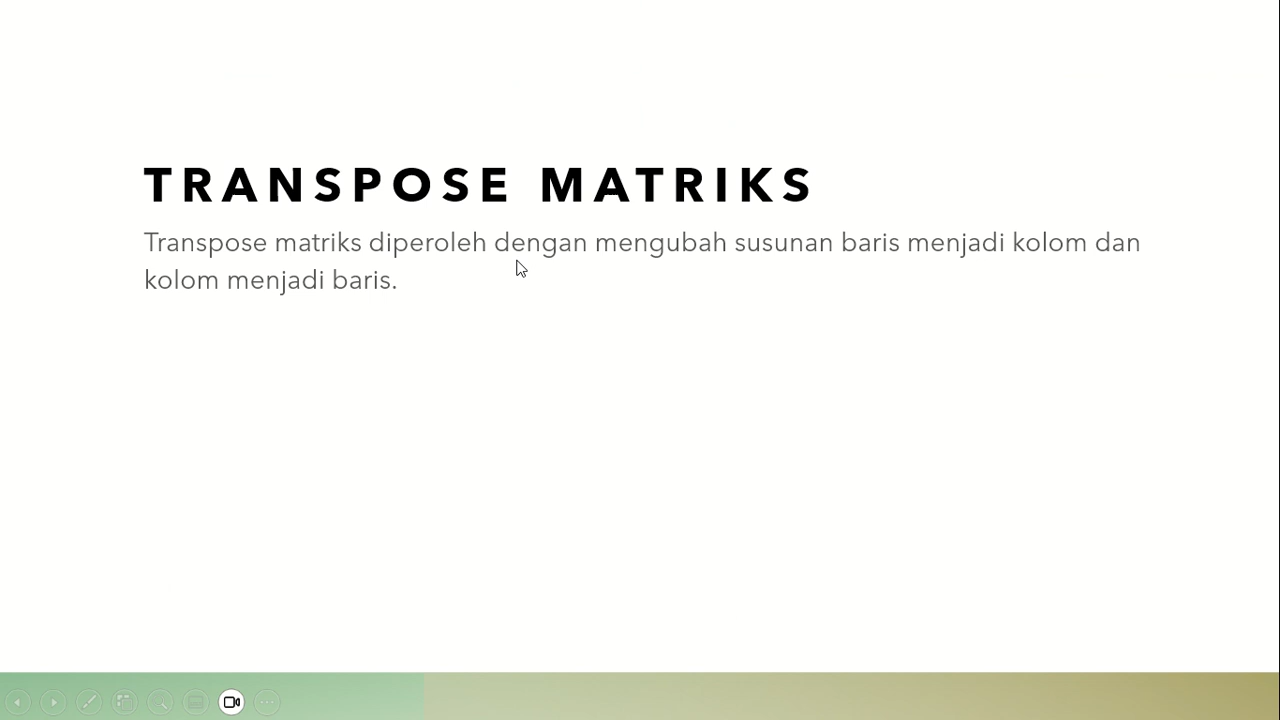 TRANSPOSE MATRIKS
Transpose matriks diperoleh dengan mengubah susunan baris menjadi kolom dan
kolom menjadi baris.